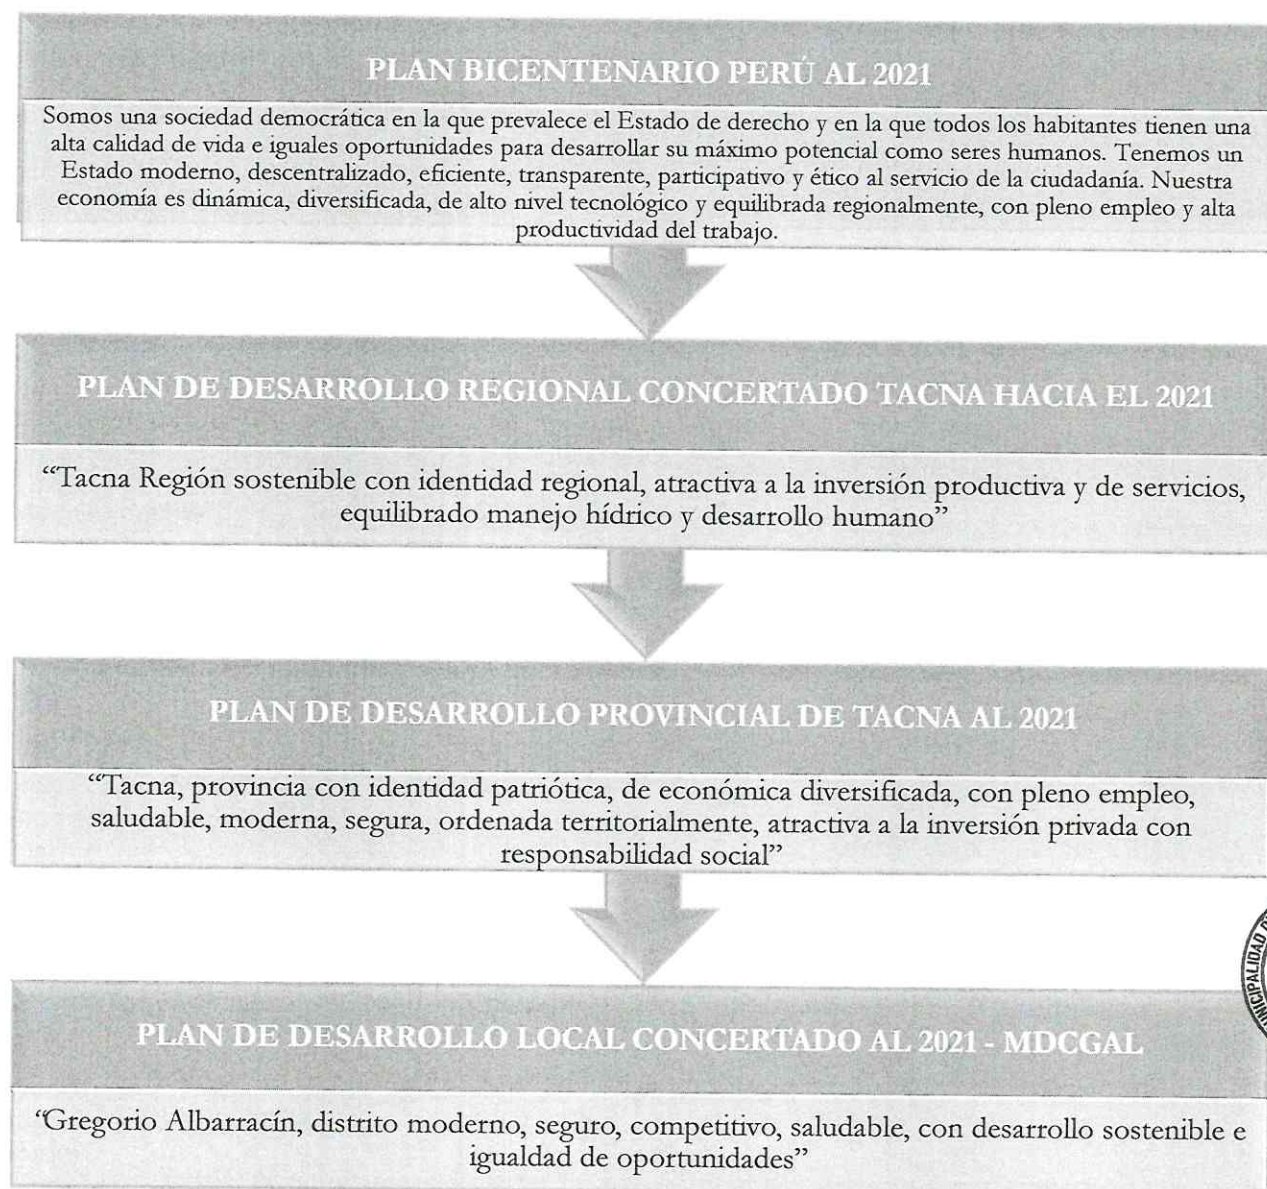 PLAN BICENTENARIO PERÚ AL 2021
Somos una sociedad democrática en la que prevalece el Estado de derecho y en la que todos los habitantes tienen una
alta calidad de vida e iguales oportunidades para desarrollar su máximo potencial como seres humanos. Tenemos un
Estado moderno, descentralizado, eficiente, transparente, participativo y ético al servicio de la ciudadanía. Nuestra
economía es dinámica, diversificada, de alto nivel tecnológico y equilibrada regionalmente, con pleno empleo y alta
productividad del trabajo.
PLAN DE DESARROLLO REGIONAL CONCERTADO TACNA HACIA EL 2021
“Tacna Región sostenible con identidad regional, atractiva a la inversión productiva y de servicios,
equilibrado manejo hídrico y desarrollo humano”
PLAN DE DESARROLLO PROVINCIAL DE TACNA AL 2021
“Tacna, provincia con identidad patriótica, de económica diversificada, con pleno empleo,
saludable, moderna, segura, ordenada territorialmente, atractiva a la inversión privada con
responsabilidad social”
PLAN DE DESARROLLO LOCAL CONCERTADO AL 2021 - MDCGAL
“Gregorio Albarracín, distrito moderno, seguro, competitivo, saludable, con desarrollo sostenible e
igualdad de oportunidades”